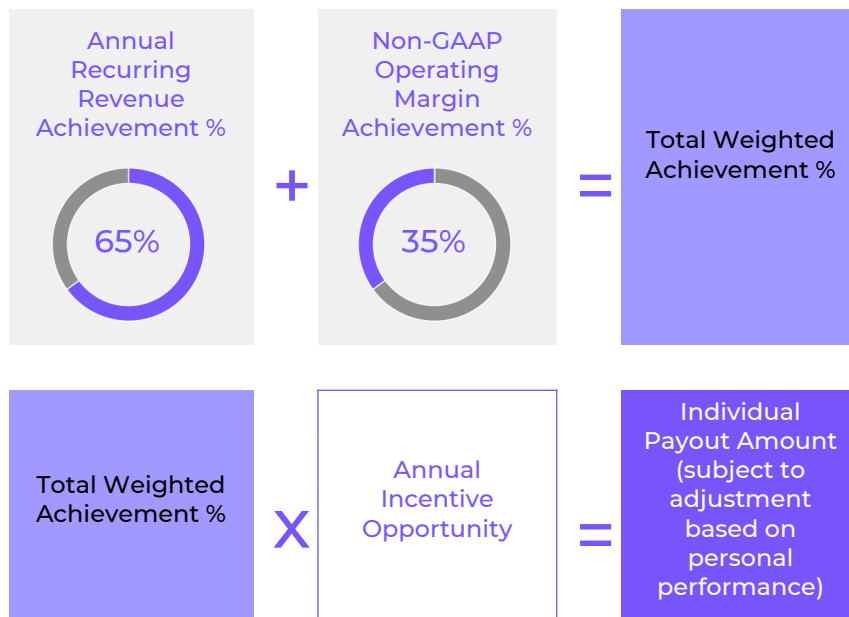 Annual
Recurring
Revenue
Achievement %
65%
+
Non-GAAP
Operating
Margin
Achievement %
35%
=
Total Weighted
Achievement %
Total Weighted
Achievement %
X
Annual
Incentive
Opportunity
=
Individual
Payout Amount
(subject to
adjustment
based on
personal
performance)